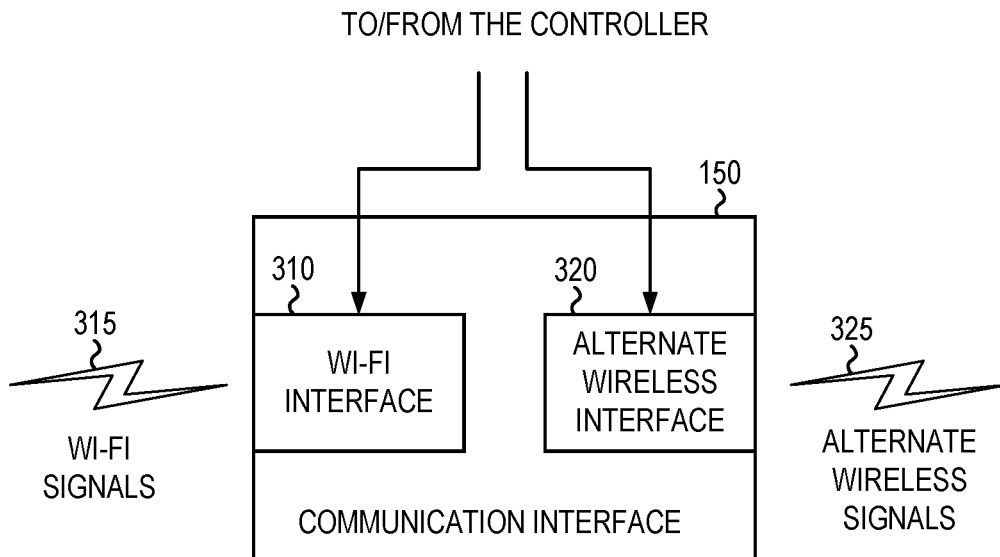 TO/FROM THE CONTROLLER
150
310
320
315
325
WI-FI
INTERFACE
ALTERNATE
WIRELESS
INTERFACE
WI-FI
SIGNALS
ALTERNATE
WIRELESS
SIGNALS
COMMUNICATION INTERFACE